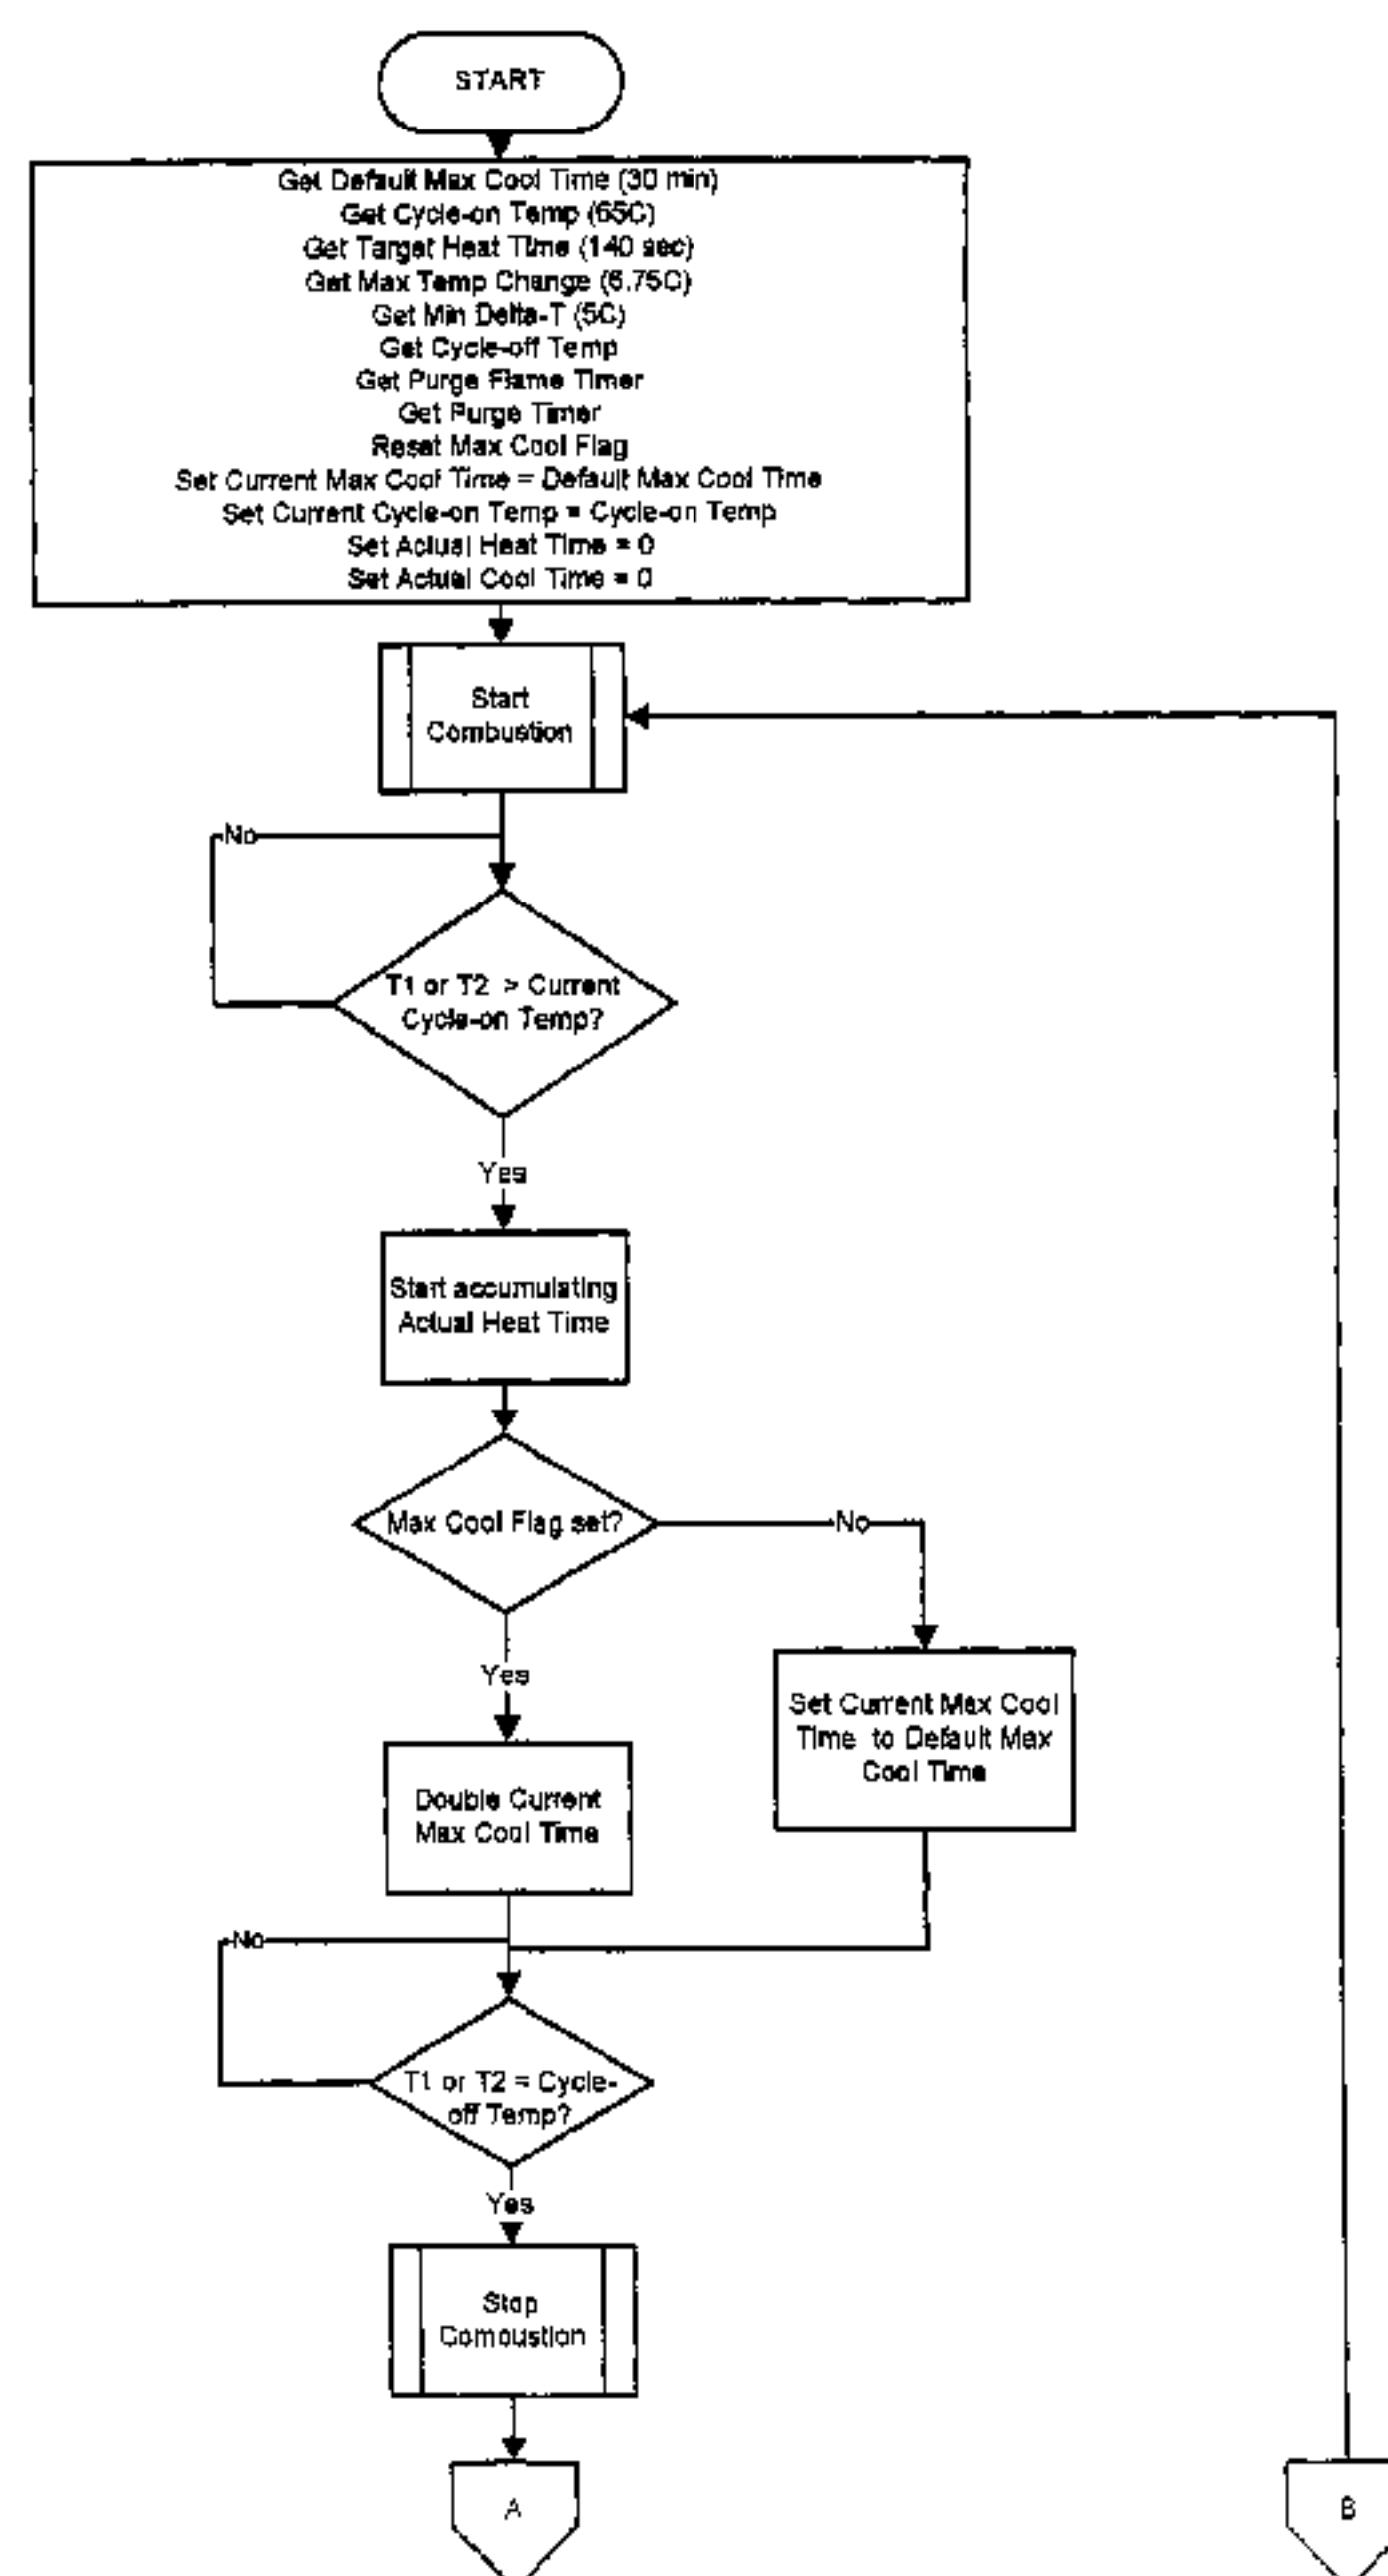 START
Get Default Max Cool Time (30 min)
Get Cycle-on Temp (65C)
Get Target Heat Time (140 sec)
Get Max Temp Change (6.75C)
Get Min Delta-T (5C)
Get Cycle-off Temp
Get Purge Flame Timer
Get Purge Timer
Reset Max Cool Flag
Set Current Max Cool Time = Default Max Cool Time
Set Current Cycle-on Temp = Cycle-on Temp
Set Actual Heat Time = 0
Set Actual Cool Time = 0
Start
Combustion
No
T1 or T2 > Current
Cycle-on Temp?
Yes
Start accumulating
Actual Heat Time
Max Cool Flag set?
No
Yes
Set Current Max Cool
Time to Default Max
Cool Time
Double Current
Max Cool Time
No
T1 or T2 = Cycle-
off Temp?
Yes
Stop
Combustion
A
B